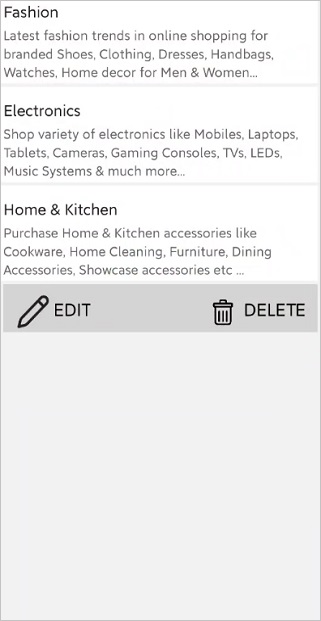 Fashion
Latest fashion trends in online shopping for
branded Shoes, Clothing, Dresses, Handbags,
Watches, Home decor for Men & Women...
Electronics
Shop variety of electronics like Mobiles, Laptops,
Tablets, Cameras, Gaming Consoles, TVs, LEDs,
Music Systems & much more...
Home & Kitchen
Purchase Home & Kitchen accessories like
Cookware, Home Cleaning, Furniture, Dining
Accessories, Showcase accessories etc ...
EDIT DELETE